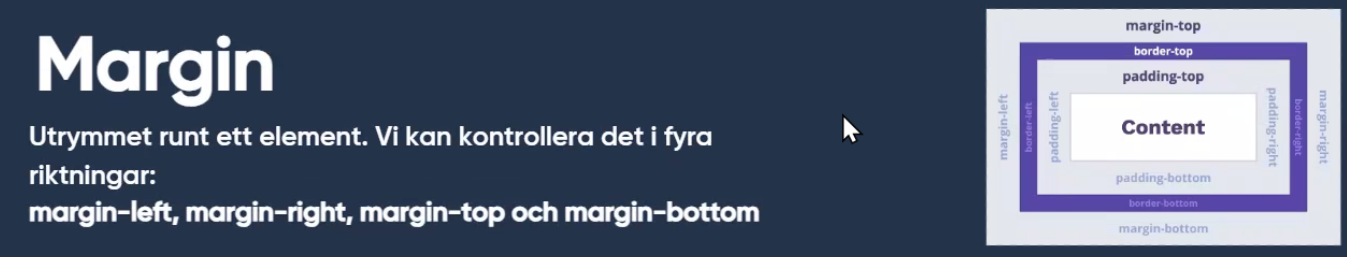 Margin
Utrymmet runt ett element. Vi kan kontrollera det i fyra
riktningar:
margin-left, margin-right, margin-top och margin-bottom
margin-top
border-top
padding-top
margin-left
border-left
padding-left
Content
padding-right
border-right
margin-right
padding-bottom
border-bottom
margin-bottom